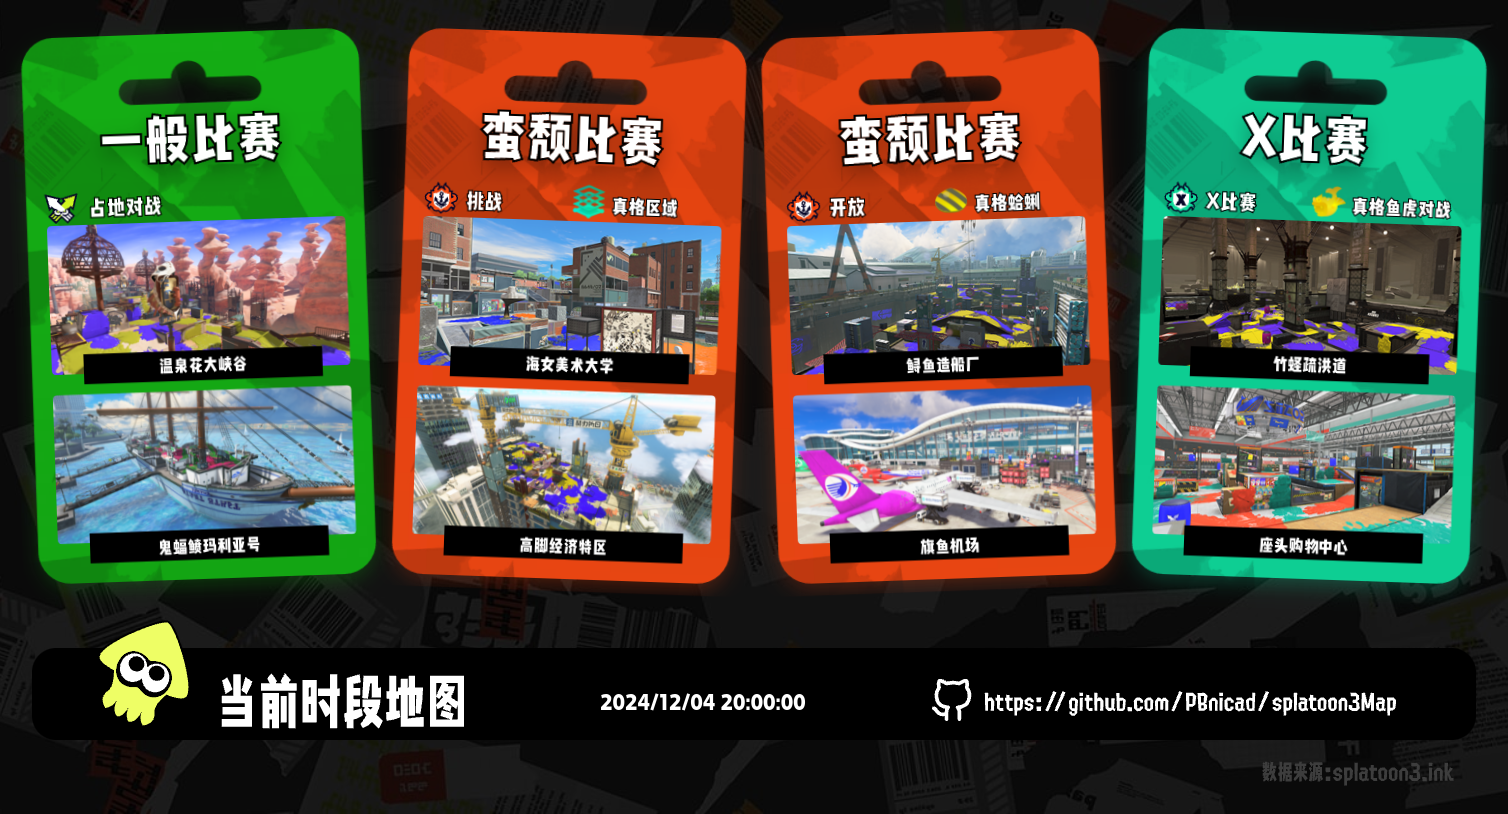 一般比赛
占地对战
温泉花大峡谷
鬼蝠鲼玛利亚号
蛮颓比赛
挑战
真格区域
海女美术大学
高脚经济特区
蛮颓比赛
开放
真格蛤蜊
鲟鱼造船厂
旗鱼机场
X比赛
X比赛
真格鱼虎对战
竹蛏疏洪道
座头购物中心
当前时段地图
2024/12/04 20:00:00
https://github.com/PBnicad/splatoon3Map
数据来源:splatoon3.ink